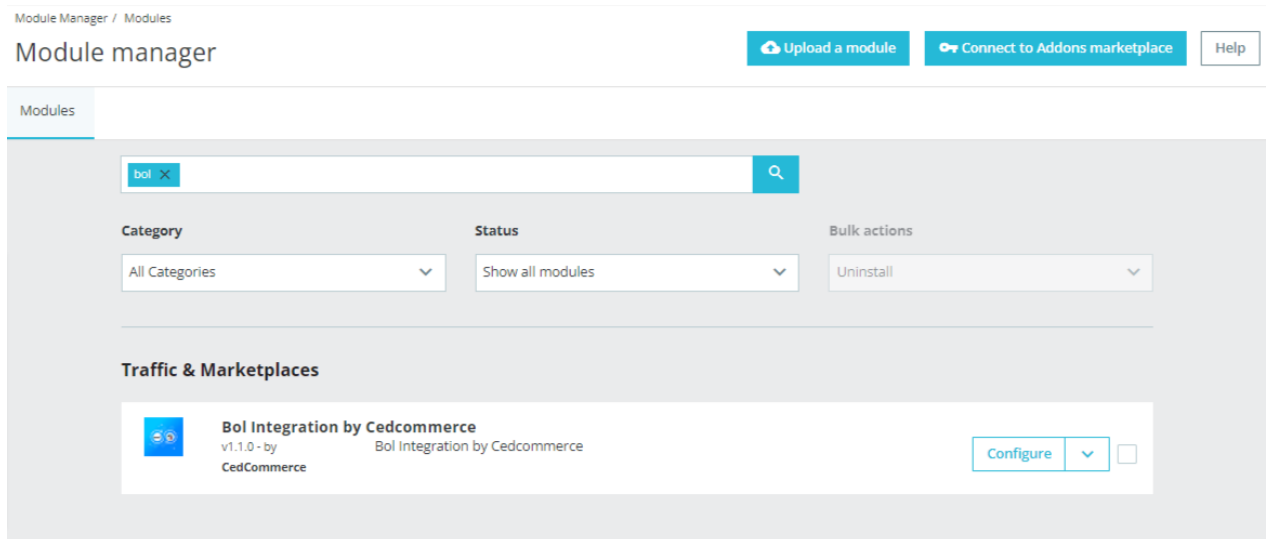 Module Manager / Modules
Module manager
Upload a module
Connect to Addons marketplace
Help
Modules
bol
Category
Status
Bulk actions
All Categories
Show all modules
Uninstall
Traffic & Marketplaces
Bol Integration by Cedcommerce
v1.1.0 - by
CedCommerce
Bol Integration by Cedcommerce
Configure